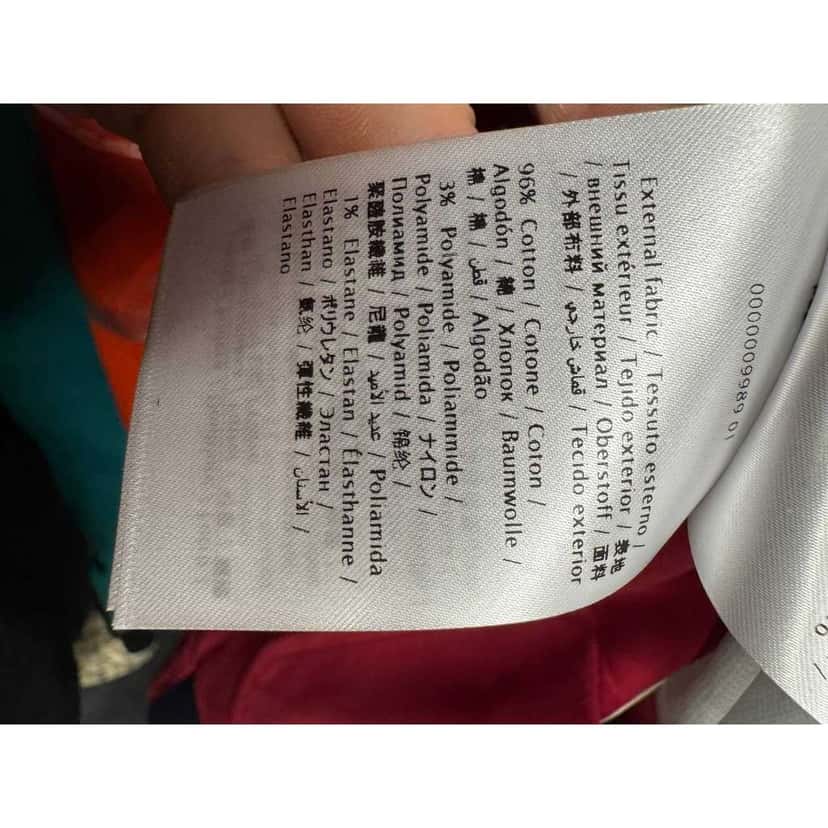 0000009989 01
External fabric / Tessuto esterno /
Tissu extérieur / Tejido exterior / 表地
/ внешний материал / Oberstoff / 面料
/ 外部布料 / قماش خارجي / Tecido exterior
96% Cotton / Cotone / Coton /
Algodón / 綿 / Хлопок / Baumwolle /
棉 / 棉 / قطن / Algodão
3% Polyamide / Poliammide /
Polyamide / Poliamida / ナイロン /
Полиамид / Polyamid / 锦纶 /
聚醯胺纖維 / 尼龍 / عديد الأميد / Poliamida
1% Elastane / Elastan / Élasthanne /
Elastano / ポリウレタン / Эластан /
Elasthan / 氨纶 / 彈性纖維 / الأستان /
Elastano